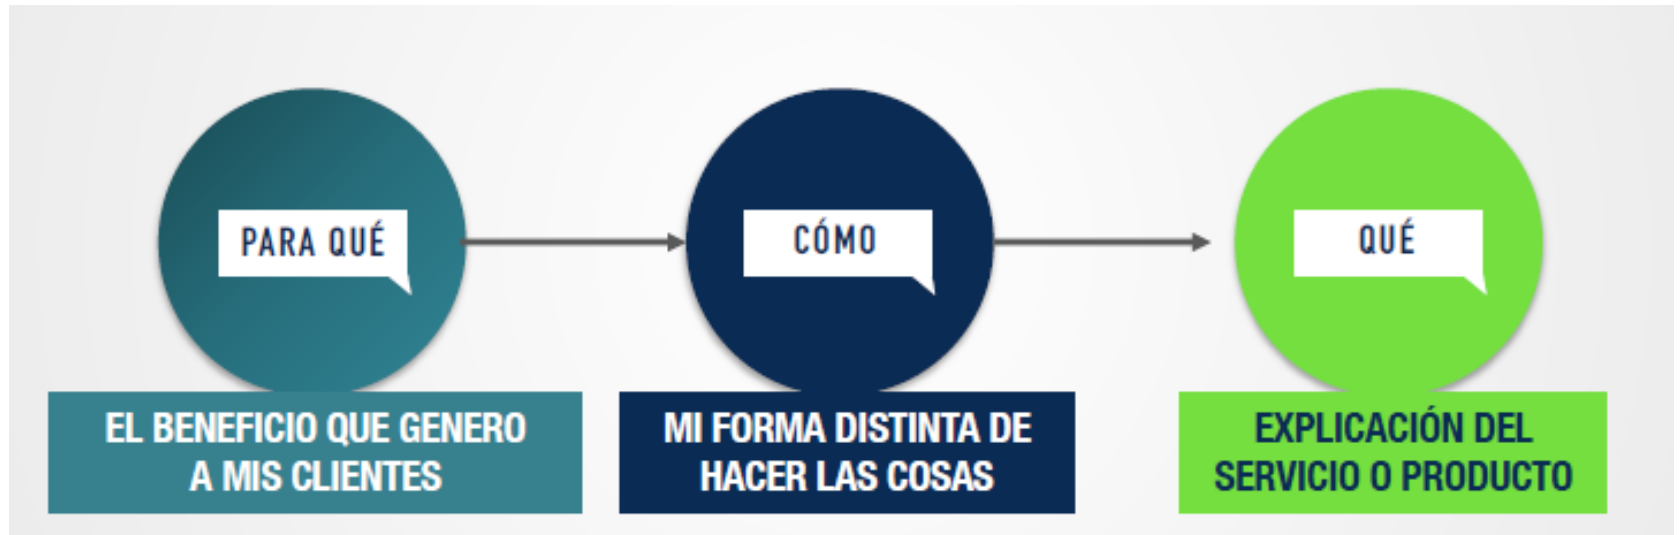 PARA QUÉ
CÓMO
QUÉ
EL BENEFICIO QUE GENERO
A MIS CLIENTES
MI FORMA DISTINTA DE
HACER LAS COSAS
EXPLICACIÓN DEL
SERVICIO O PRODUCTO